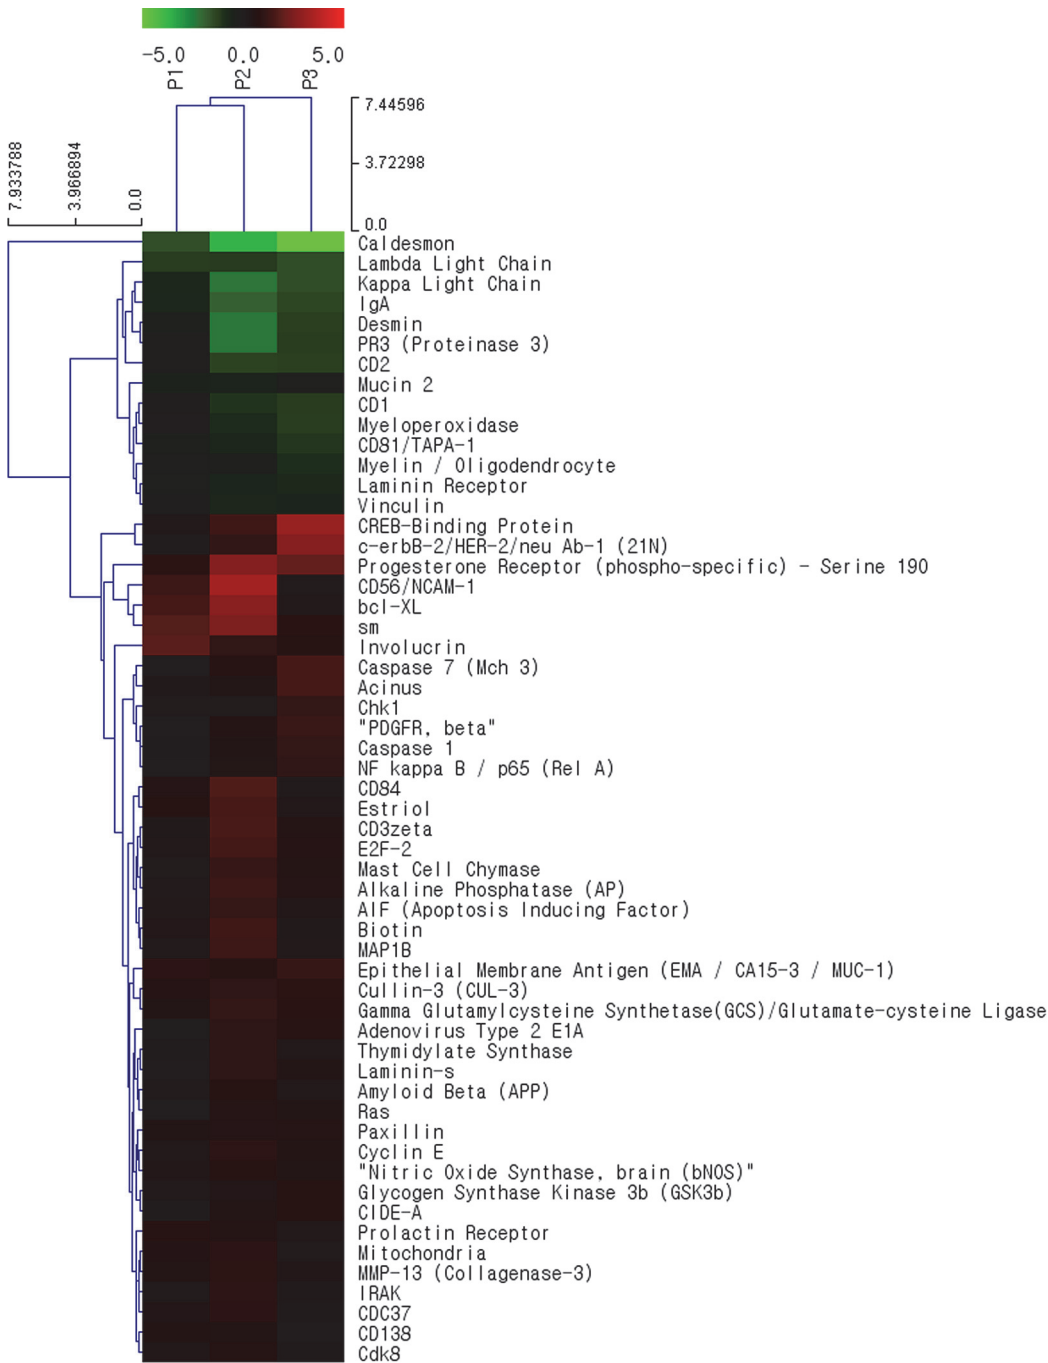 -5.0 0.0 5.0
P1 P2 P3
7.44596
3.72298
0.0
7.933788 3.966894 0.0
Caldesmon
Lambda Light Chain
Kappa Light Chain
IgA
Desmin
PR3 (Proteinase 3)
CD2
Mucin 2
CD1
Myeloperoxidase
CD81/TAPA-1
Myelin / Oligodendrocyte
Laminin Receptor
Vinculin
CREB-Binding Protein
c-erbB-2/HER-2/neu Ab-1 (21N)
Progesterone Receptor (phospho-specific) - Serine 190
CD56/NCAM-1
bcl-XL
sm
Involucrin
Caspase 7 (Mch 3)
Acinus
Chk1
"PDGFR, beta"
Caspase 1
NF kappa B / p65 (Rel A)
CD84
Estriol
CD3zeta
E2F-2
Mast Cell Chymase
Alkaline Phosphatase (AP)
AIF (Apoptosis Inducing Factor)
Biotin
MAP1B
Epithelial Membrane Antigen (EMA / CA15-3 / MUC-1)
Cullin-3 (CUL-3)
Gamma Glutamylcysteine Synthetase(GCS)/Glutamate-cysteine Ligase
Adenovirus Type 2 E1A
Thymidylate Synthase
Laminin-s
Amyloid Beta (APP)
Ras
Paxillin
Cyclin E
"Nitric Oxide Synthase, brain (bNOS)"
Glycogen Synthase Kinase 3b (GSK3b)
CIDE-A
Prolactin Receptor
Mitochondria
MMP-13 (Collagenase-3)
IRAK
CDC37
CD138
Cdk8